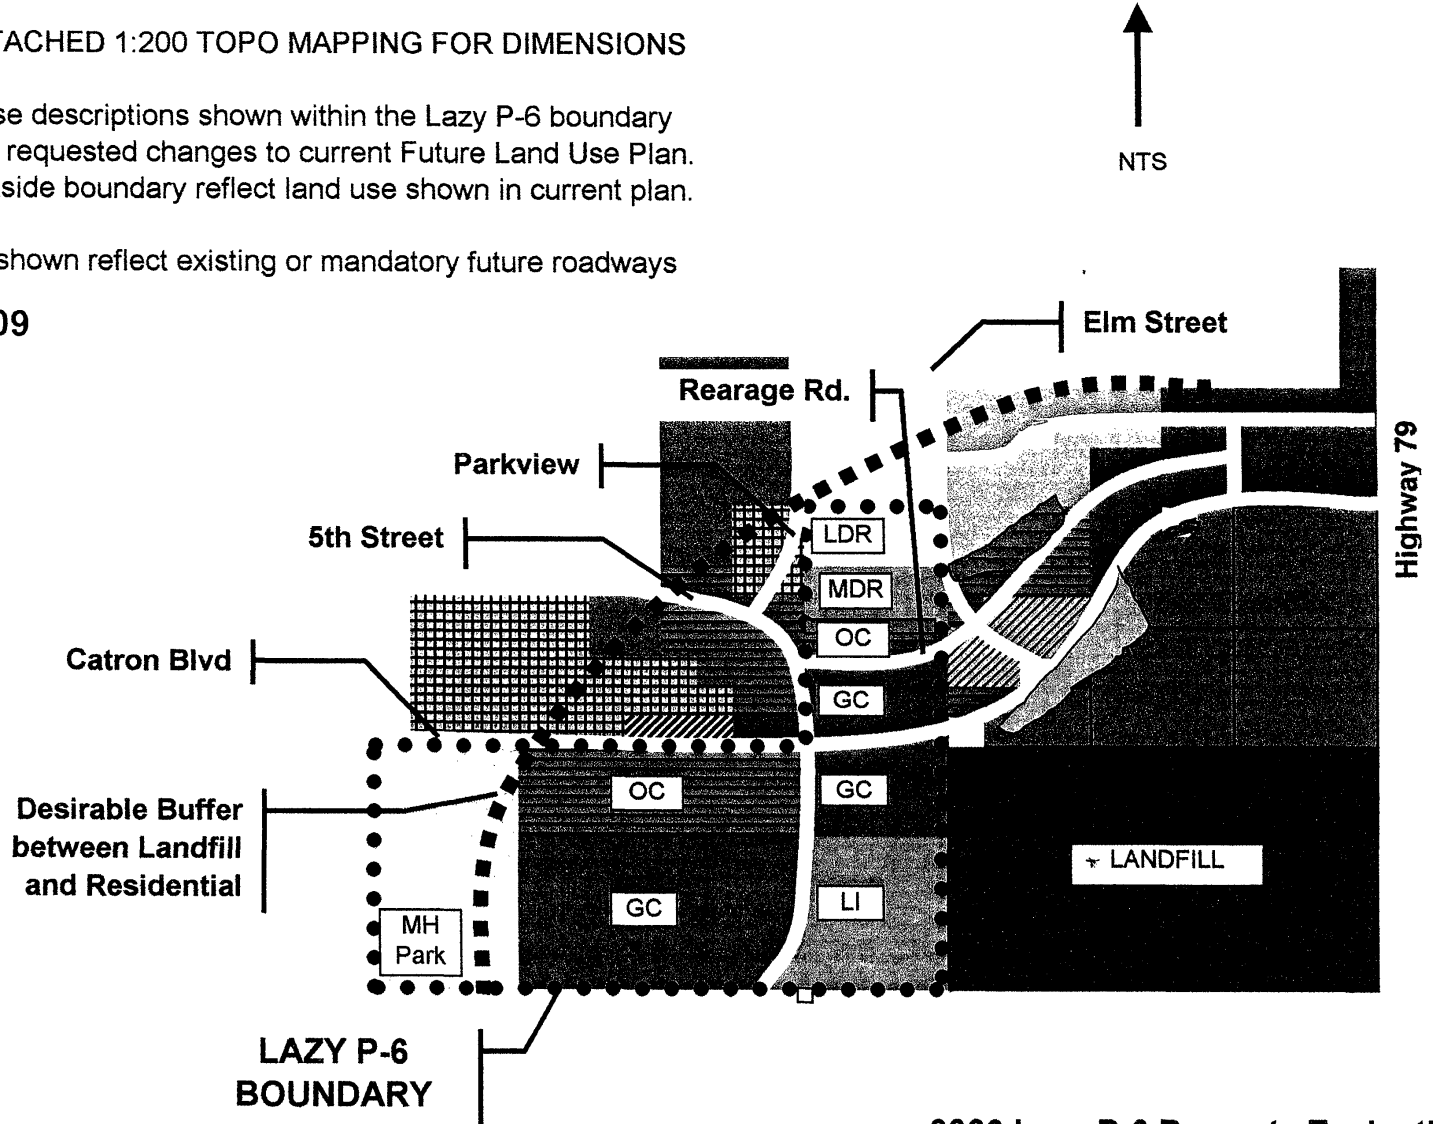 TACHED 1:200 TOPO MAPPING FOR DIMENSIONS
se descriptions shown within the Lazy P-6 boundary
requested changes to current Future Land Use Plan.
side boundary reflect land use shown in current plan.
shown reflect existing or mandatory future roadways
09
NTS
Elm Street
Rearage Rd.
Parkview
5th Street
Catron Blvd
Highway 79
LDR
MDR
OC
GC
OC
GC
GC
LI
LANDFILL
Desirable Buffer
between Landfill
and Residential
MH
Park
LAZY P-6
BOUNDARY